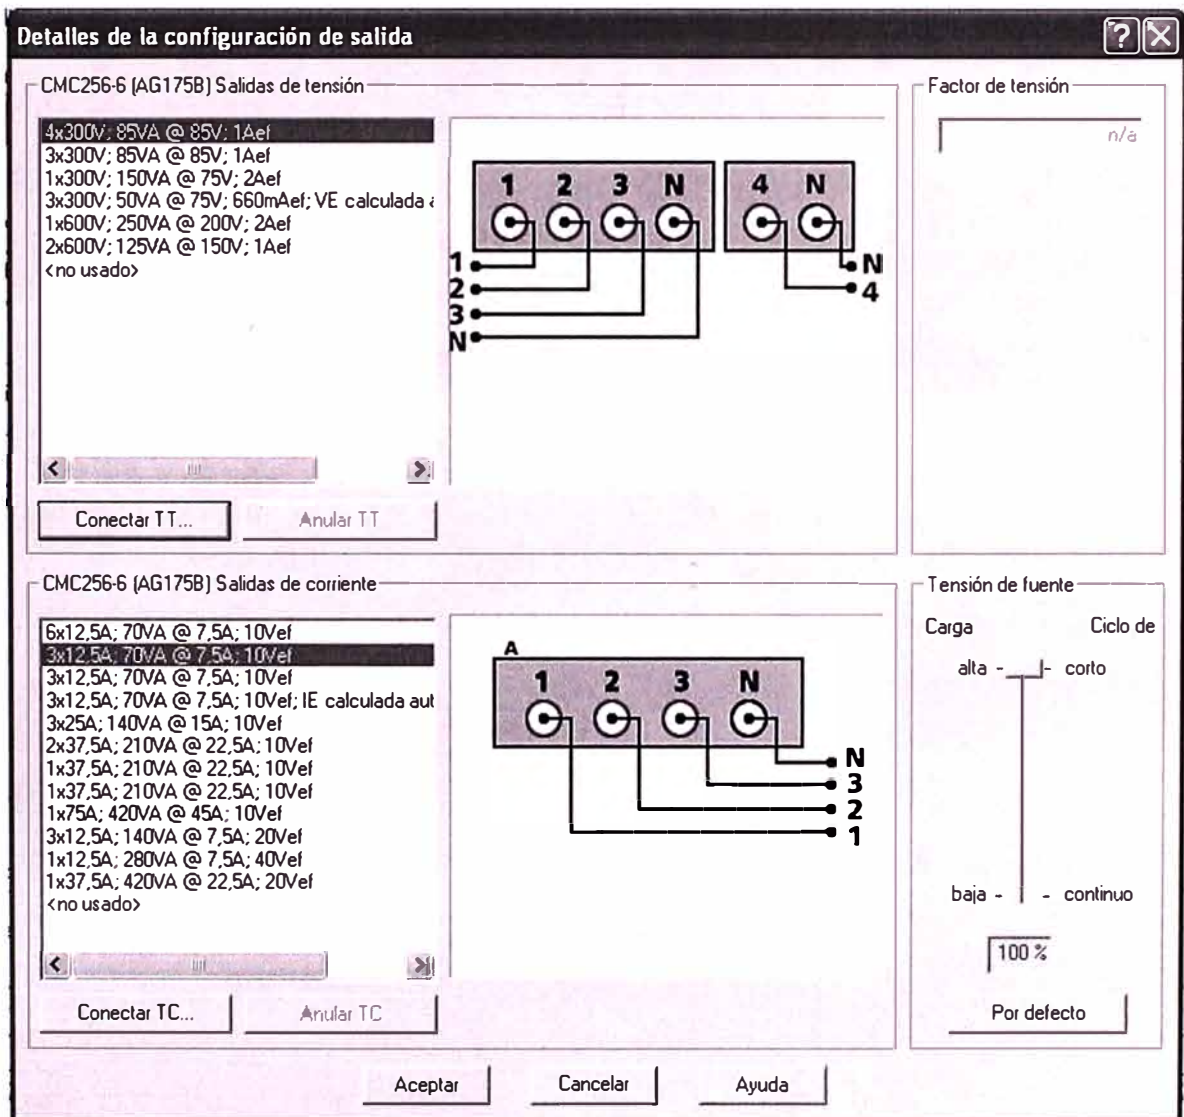 Detalles de la configuración de salida
CMC256-6 (AG175B) Salidas de tensión
4x300V; 85VA @ 85V; 1Aef
3x300V; 85VA @ 85V; 1Aef
1x300V; 150VA @ 75V; 2Aef
3x300V; 50VA @ 75V; 660mAef; VE calculada
1x600V; 250VA @ 200V; 2Aef
2x600V; 125VA @ 150V; 1Aef
<no usado>
1 2 3 N 4 N
1
2
3
N
N
4
Conectar TT...
Anular TT
Factor de tensión
n/a
CMC256-6 (AG175B) Salidas de corriente
6x12,5A; 70VA @ 7,5A; 10Vef
3x12,5A; 70VA @ 7,5A; 10Vef
3x12,5A; 70VA @ 7,5A; 10Vef
3x12,5A; 70VA @ 7,5A; 10Vef; IE calculada aut
3x25A; 140VA @ 15A; 10Vef
2x37,5A; 210VA @ 22,5A; 10Vef
1x37,5A; 210VA @ 22,5A; 10Vef
1x37,5A; 210VA @ 22,5A; 10Vef
1x75A; 420VA @ 45A; 10Vef
3x12,5A; 140VA @ 7,5A; 20Vef
1x12,5A; 280VA @ 7,5A; 40Vef
1x37,5A; 420VA @ 22,5A; 20Vef
<no usado>
A
1 2 3 N
N
3
2
1
Conectar TC...
Anular TC
Tensión de fuente
Carga Ciclo de
alta - - corto
baja - - continuo
100 %
Por defecto
Aceptar
Cancelar
Ayuda